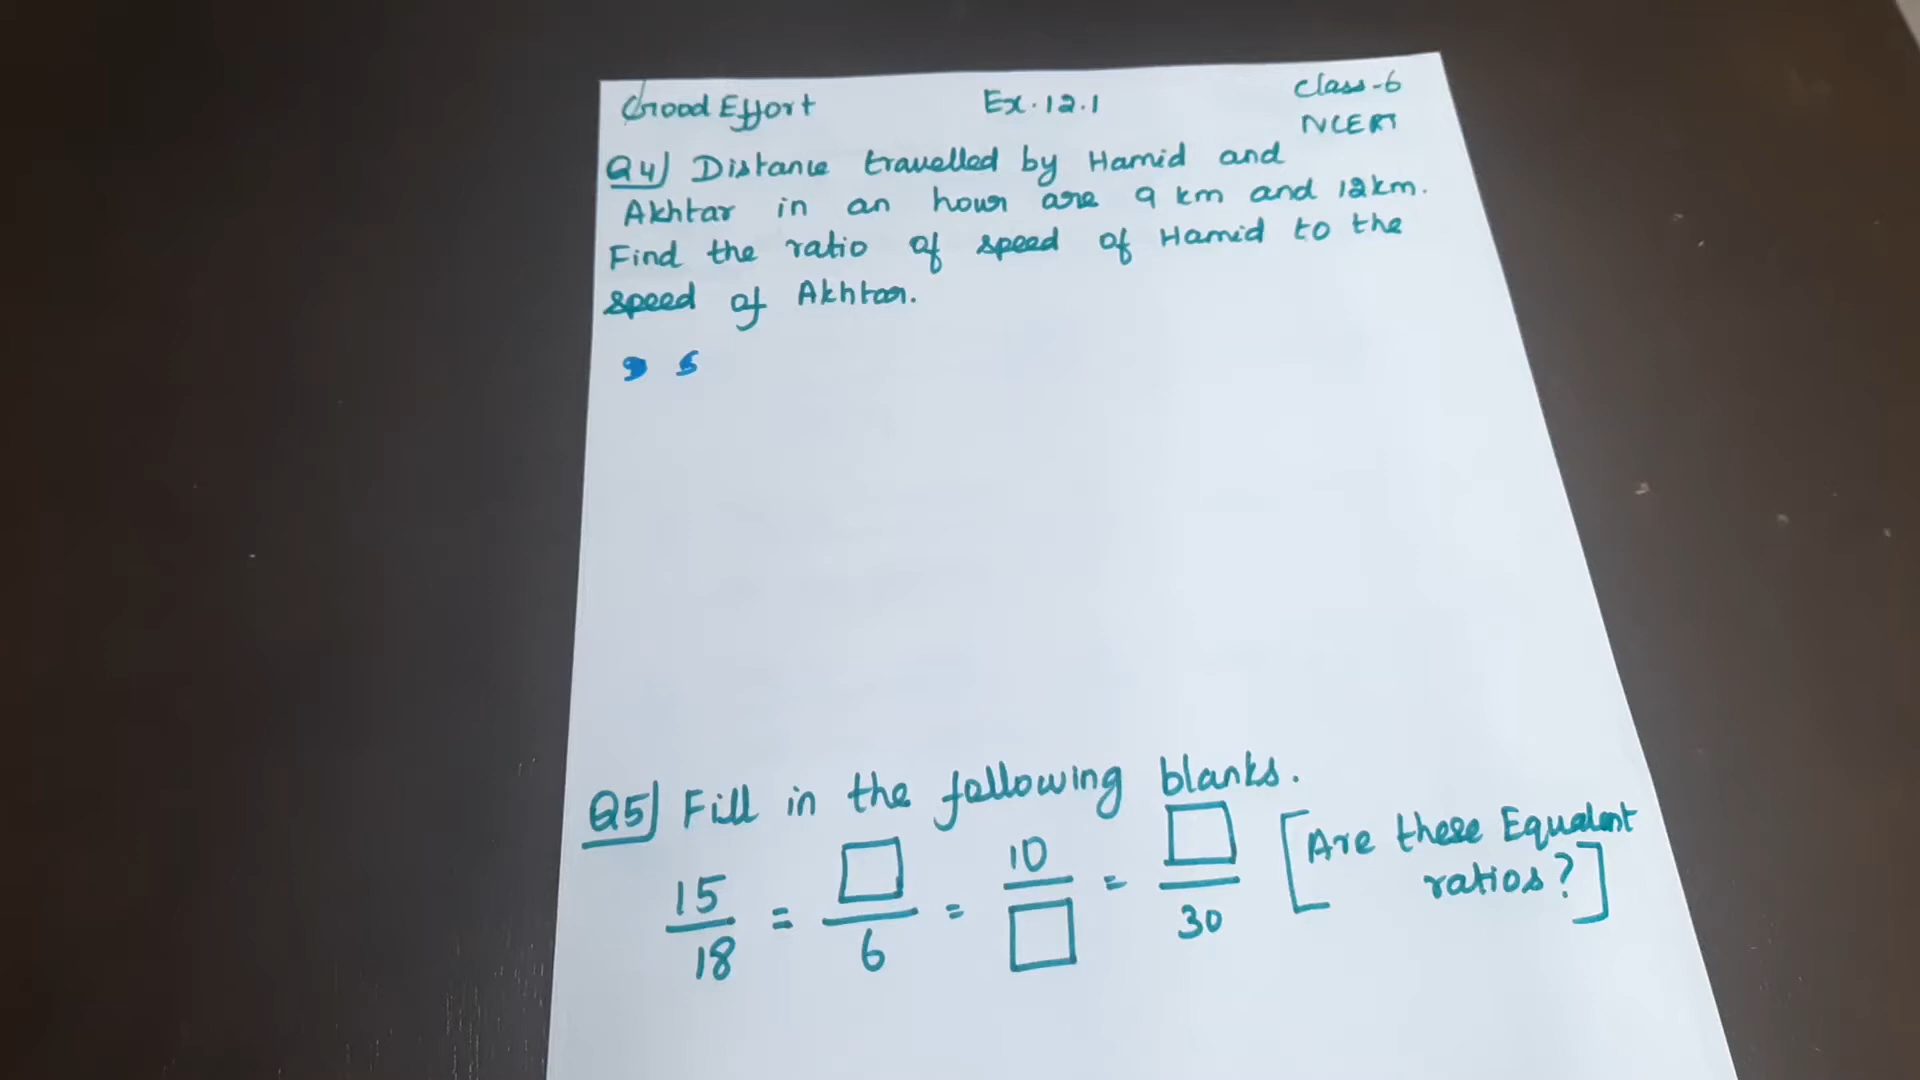 Good Effort Ex. 12.1 Class-6
NCERT
Q4) Distance travelled by Hamid and
Akhtar in an hour are 9 km and 12km.
Find the ratio of speed of Hamid to the
speed of Akhtar.
Q5) Fill in the following blanks.
15/18 = □/6 = 10/□ = □/30 [Are these Equalent
ratios?]